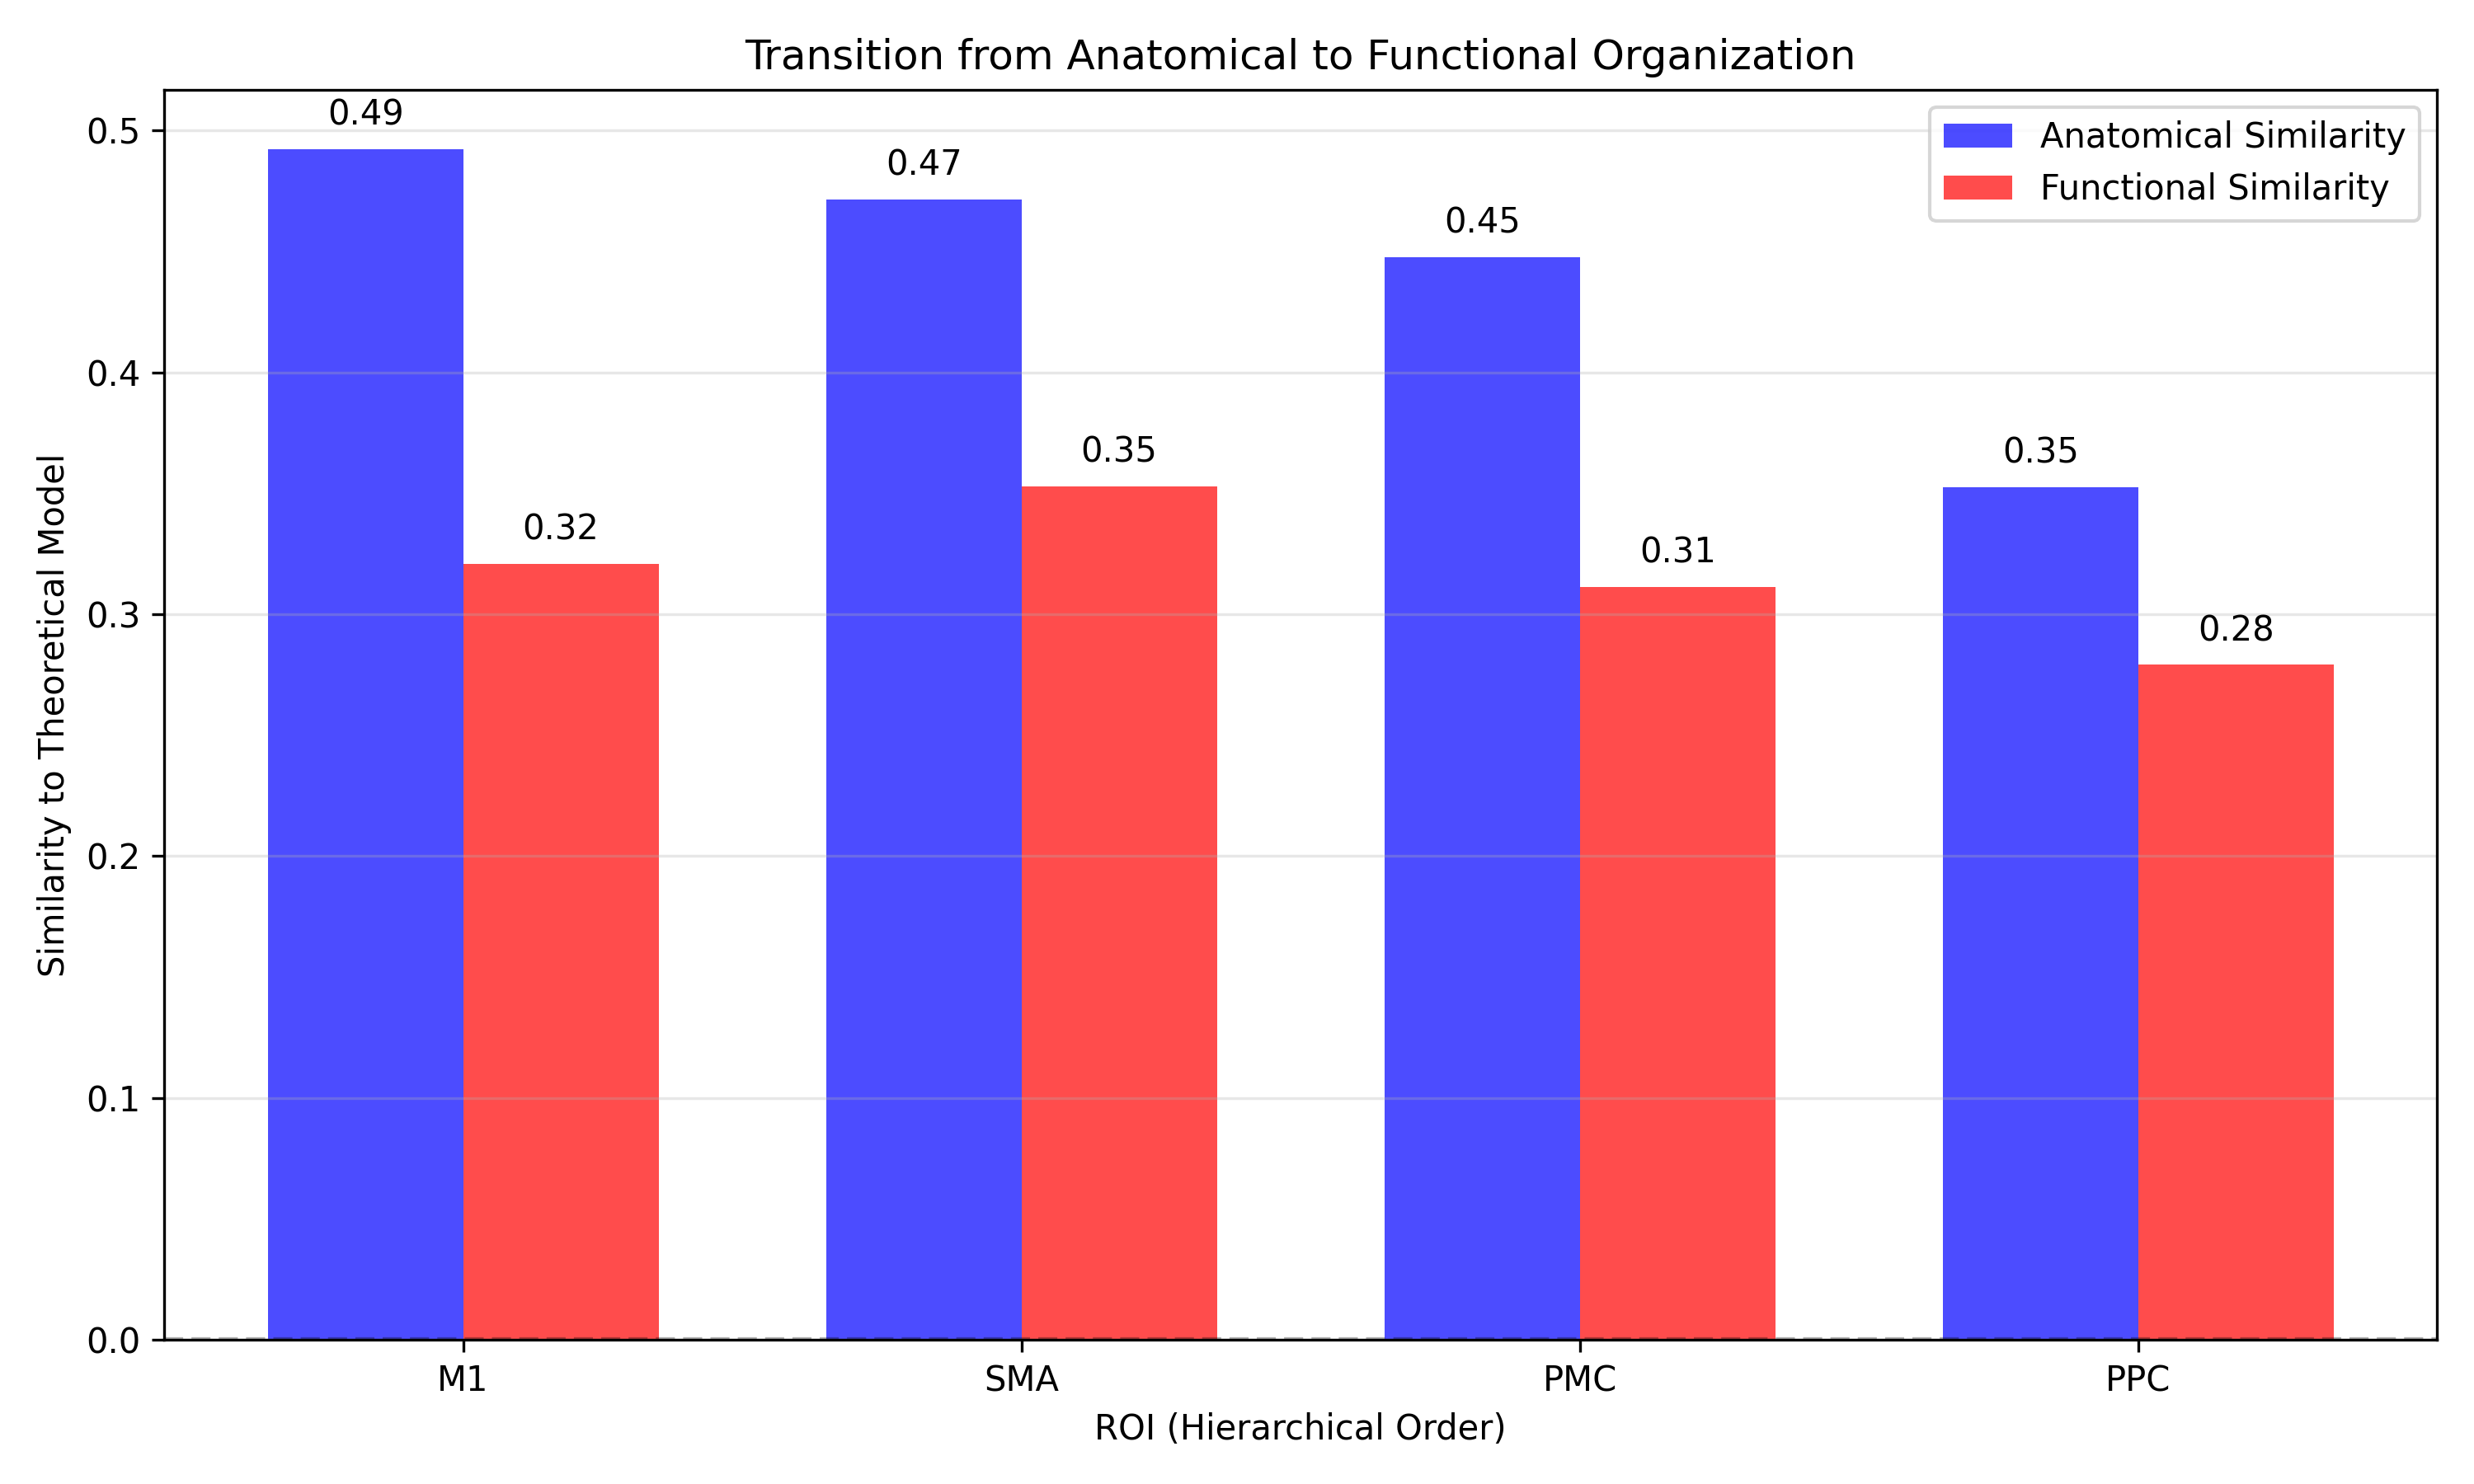 Transition from Anatomical to Functional Organization
Anatomical Similarity
Functional Similarity
Similarity to Theoretical Model
0.5
0.4
0.3
0.2
0.1
0.0
0.49
0.32
0.47
0.35
0.45
0.31
0.35
0.28
M1
SMA
PMC
PPC
ROI (Hierarchical Order)